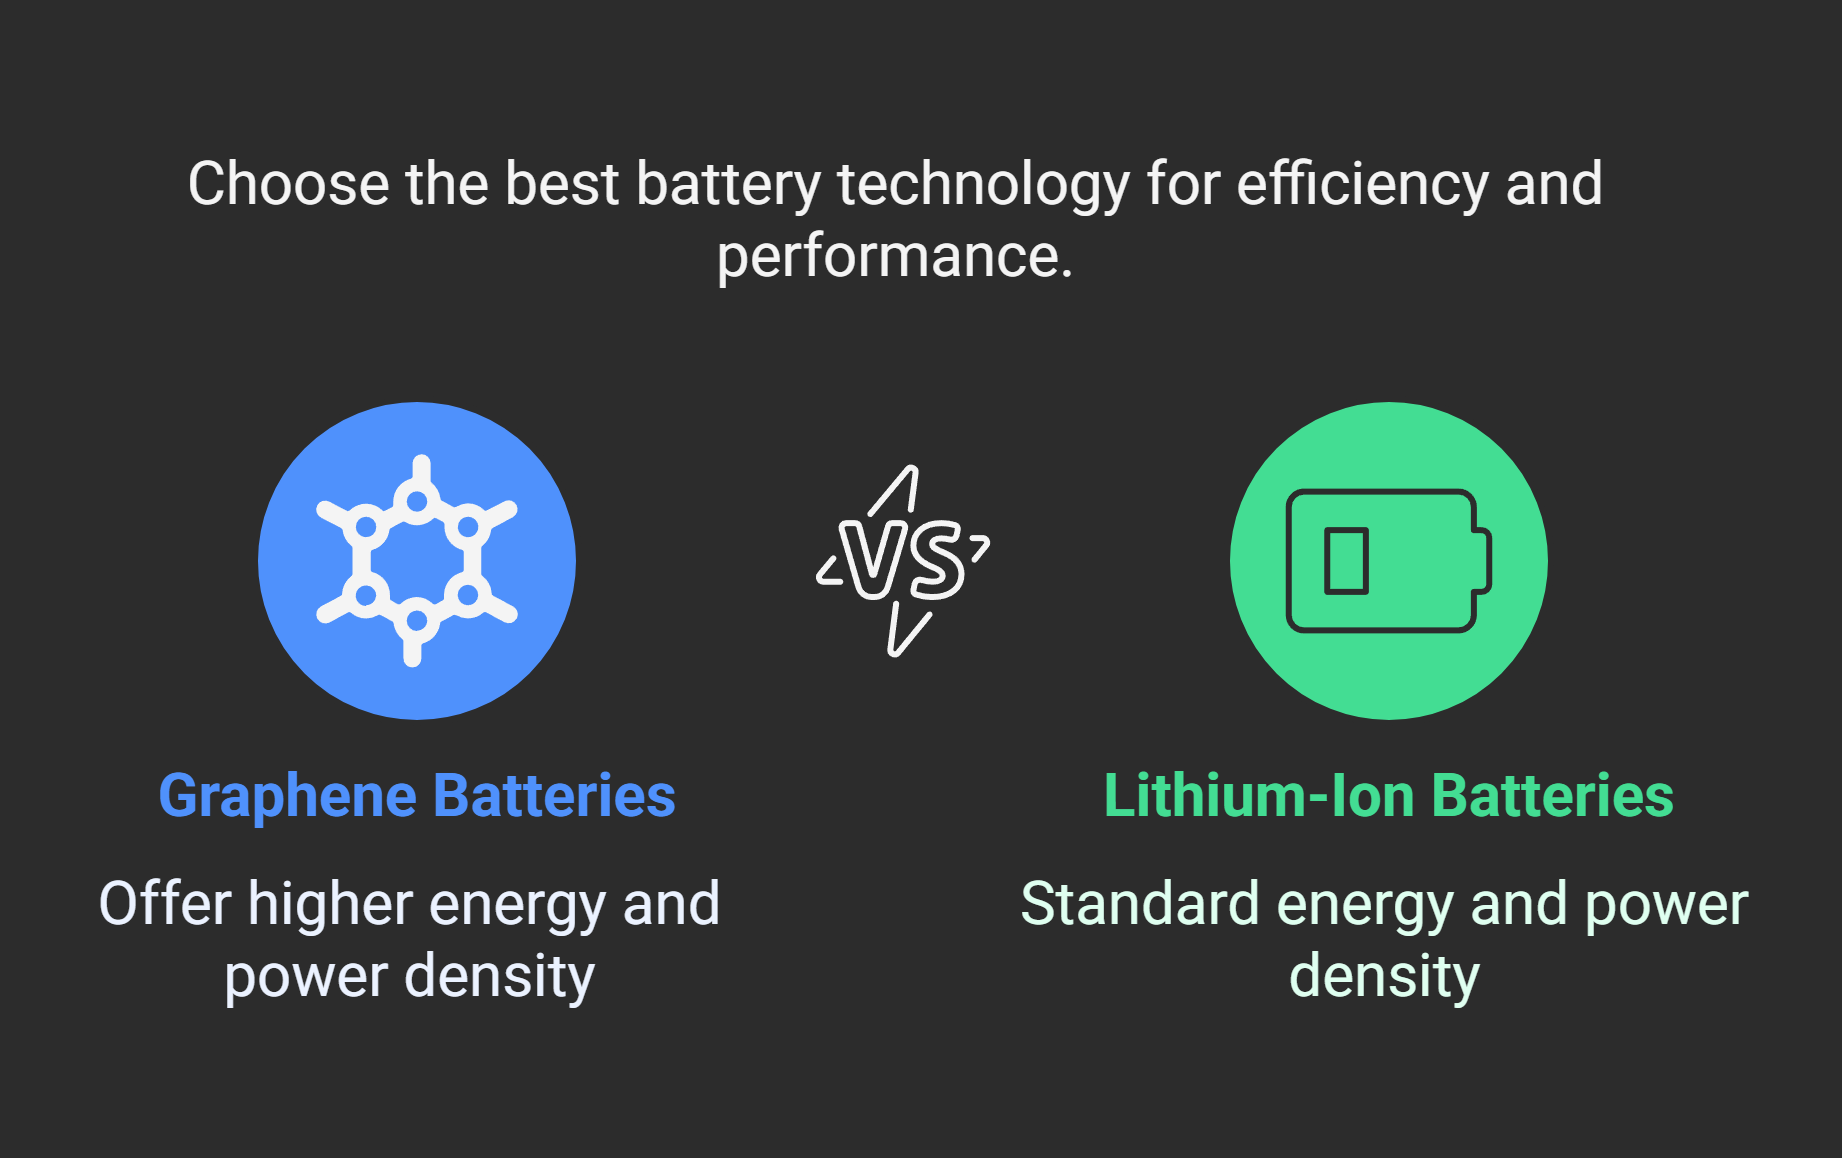 Choose the best battery technology for efficiency and
performance.
VS
Graphene Batteries
Lithium-Ion Batteries
Offer higher energy and
power density
Standard energy and power
density